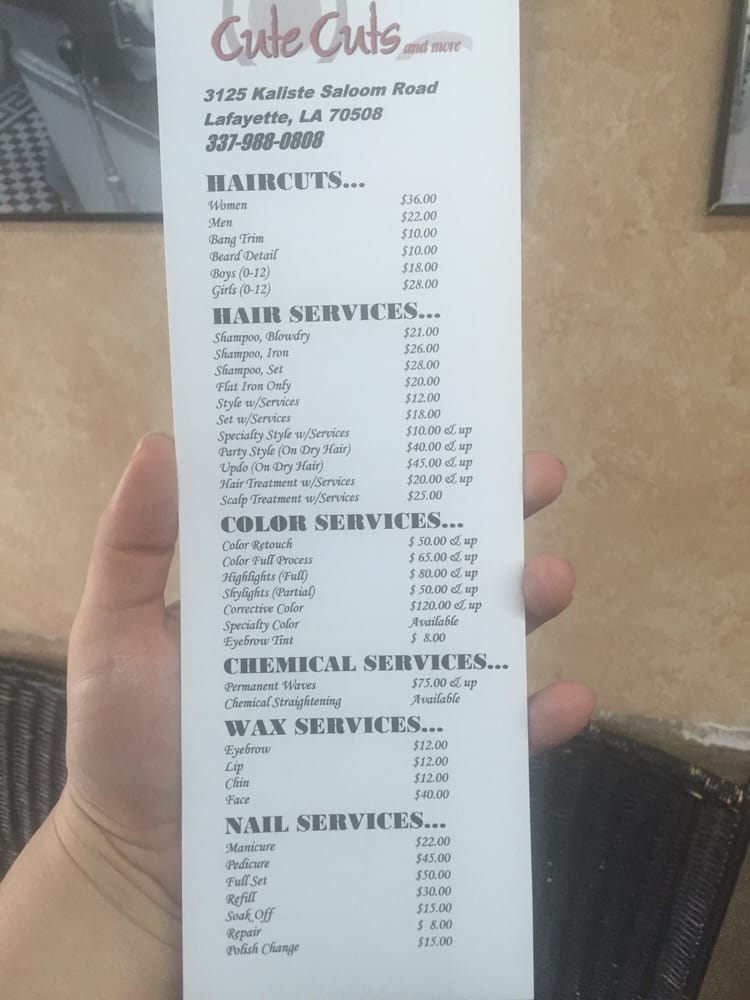 Cute Cuts and more
3125 Kaliste Saloom Road
Lafayette, LA 70508
337-988-0808
HAIRCUTS...
Women $36.00
Men $22.00
Bang Trim $10.00
Beard Detail $10.00
Boys (0-12) $18.00
Girls (0-12) $28.00
HAIR SERVICES...
Shampoo, Blowdry $21.00
Shampoo, Iron $26.00
Shampoo, Set $28.00
Flat Iron Only $20.00
Style w/Services $12.00
Set w/Services $18.00
Specialty Style w/Services $10.00 & up
Party Style (On Dry Hair) $40.00 & up
Updo (On Dry Hair) $45.00 & up
Hair Treatment w/Services $20.00 & up
Scalp Treatment w/Services $25.00
COLOR SERVICES...
Color Retouch $ 50.00 & up
Color Full Process $ 65.00 & up
Highlights (Full) $ 80.00 & up
Shylights (Partial) $ 50.00 & up
Corrective Color $120.00 & up
Specialty Color Available
Eyebrow Tint $ 8.00
CHEMICAL SERVICES...
Permanent Waves $75.00 & up
Chemical Straightening Available
WAX SERVICES...
Eyebrow $12.00
Lip $12.00
Chin $12.00
Face $40.00
NAIL SERVICES...
Manicure $22.00
Pedicure $45.00
Full Set $50.00
Refill $30.00
Soak Off $15.00
Repair $ 8.00
Polish Change $15.00